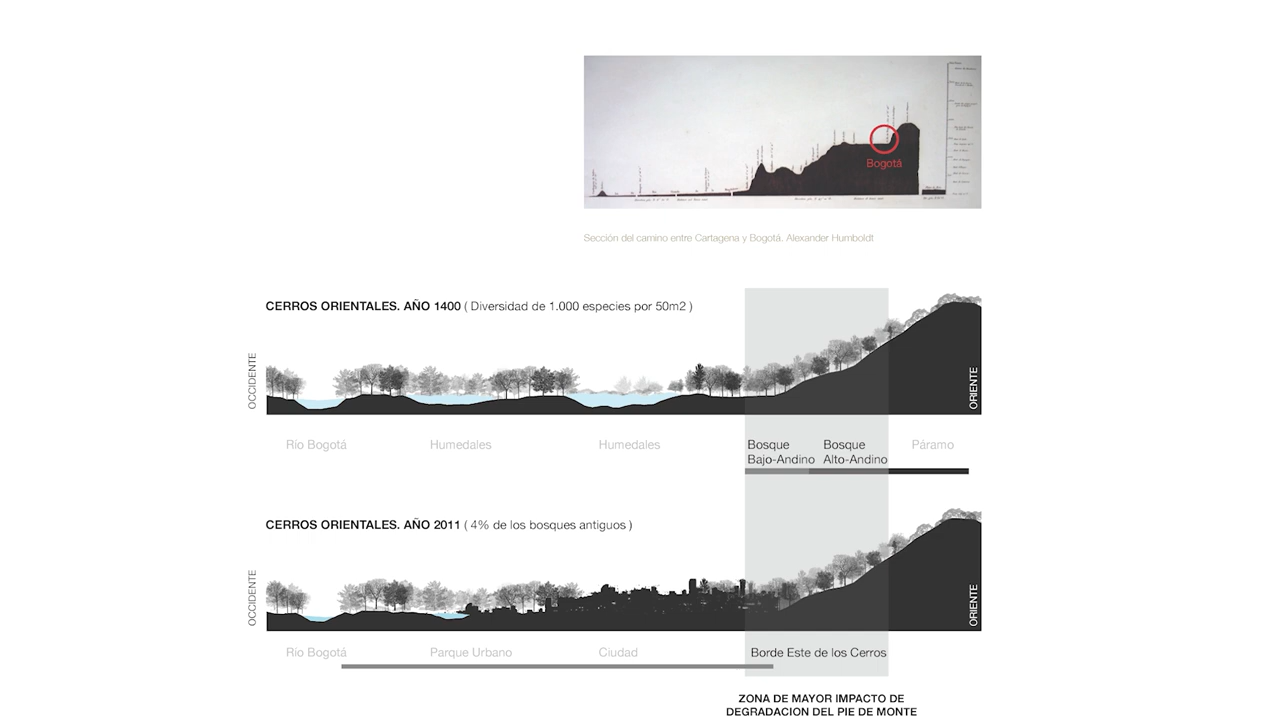 Bogotá
Sección del camino entre Cartagena y Bogotá. Alexander Humboldt
CERROS ORIENTALES. AÑO 1400 ( Diversidad de 1.000 especies por 50m2 )
OCCIDENTE
ORIENTE
Río Bogotá
Humedales
Humedales
Bosque
Bajo-Andino
Bosque
Alto-Andino
Páramo
CERROS ORIENTALES. AÑO 2011 ( 4% de los bosques antiguos )
OCCIDENTE
ORIENTE
Río Bogotá
Parque Urbano
Ciudad
Borde Este de los Cerros
ZONA DE MAYOR IMPACTO DE
DEGRADACION DEL PIE DE MONTE